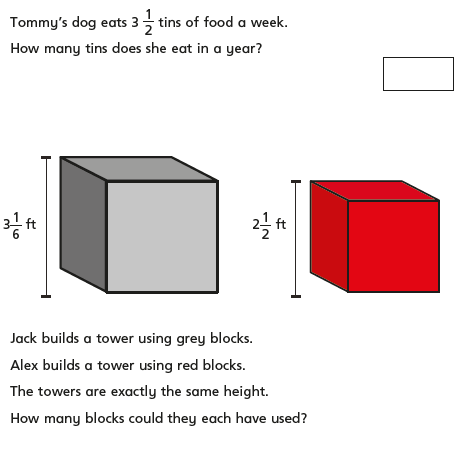 Tommy's dog eats 3 1/2 tins of food a week.
How many tins does she eat in a year?
3 1/6 ft
2 1/2 ft
Jack builds a tower using grey blocks.
Alex builds a tower using red blocks.
The towers are exactly the same height.
How many blocks could they each have used?